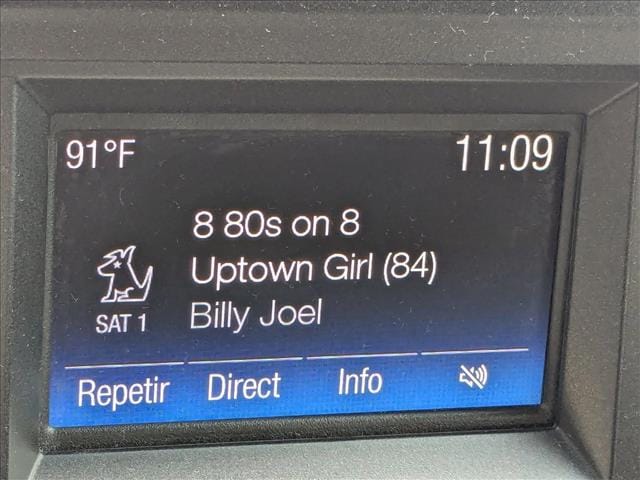 91°F 11:09
8 80s on 8
Uptown Girl (84)
SAT 1 Billy Joel
Repetir Direct Info